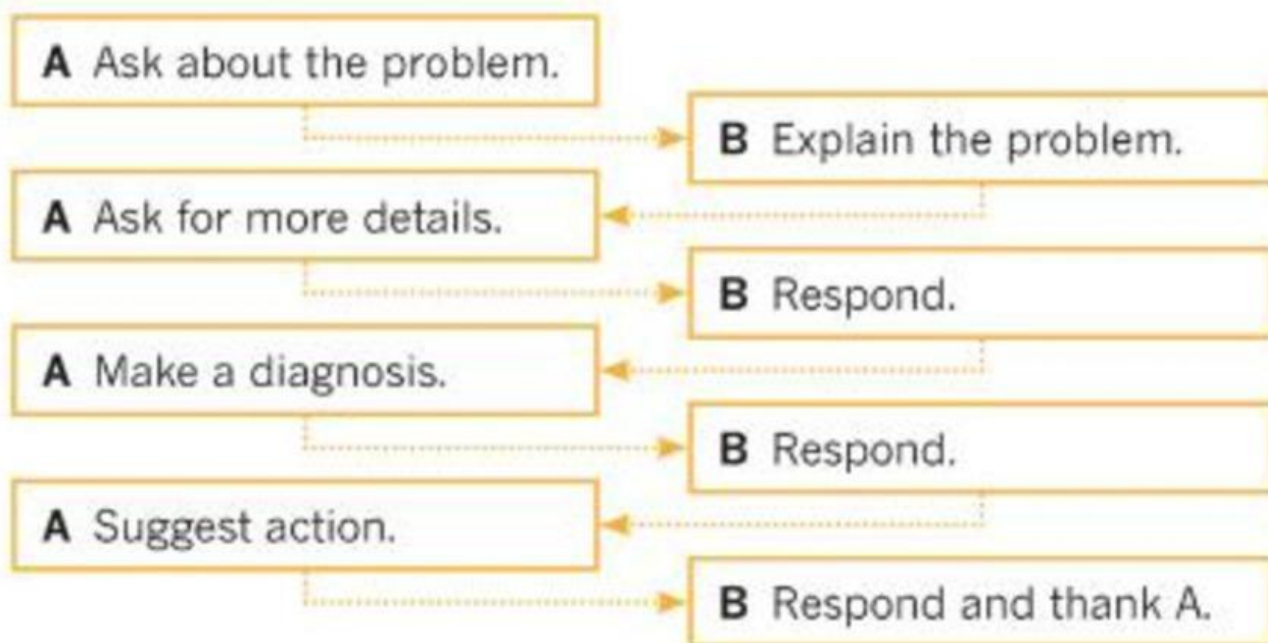 A Ask about the problem.
B Explain the problem.
A Ask for more details.
B Respond.
A Make a diagnosis.
B Respond.
A Suggest action.
B Respond and thank A.